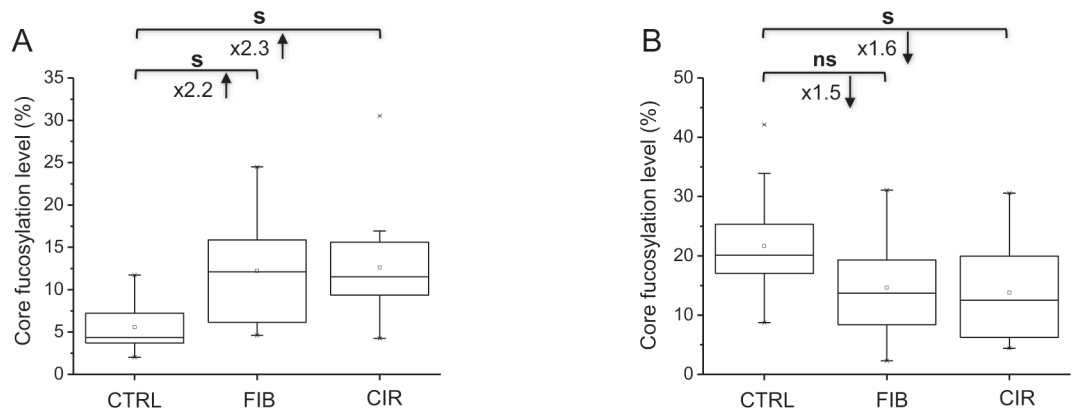 A
s
x2.3
s
x2.2
Core fucosylation level (%)
35
30
25
20
15
10
5
0
CTRL FIB CIR
B
s
x1.6
ns
x1.5
Core fucosylation level (%)
50
40
30
20
10
0
CTRL FIB CIR